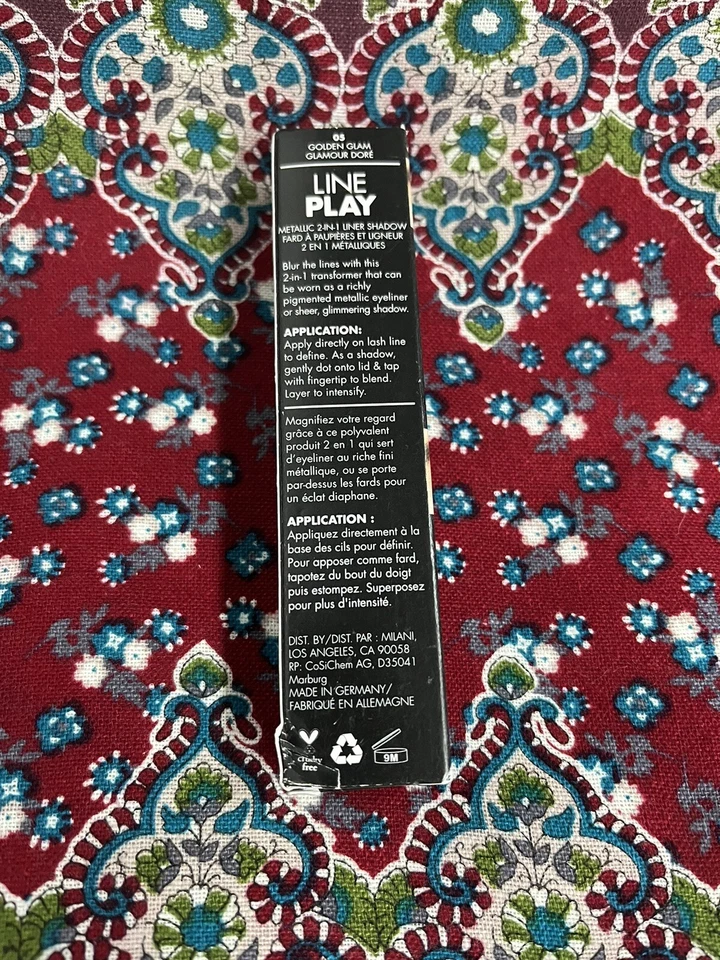 05
GOLDEN GLAM
GLAMOUR DORÉ
LINE
PLAY
METALLIC 2-IN-1 LINER SHADOW
FARD À PAUPIÈRES ET LIGNEUR
2 EN 1 MÉTALLIQUES
Blur the lines with this
2-in-1 transformer that can
be worn as a richly
pigmented metallic eyeliner
or sheer, glimmering shadow.
APPLICATION:
Apply directly on lash line
to define. As a shadow,
gently dot onto lid & tap
with fingertip to blend.
Layer to intensify.
Magnifiez votre regard
grâce à ce polyvalent
produit 2 en 1 qui sert
d'eyeliner au riche fini
métallique, ou se porte
par-dessus les fards pour
un éclat diaphane.
APPLICATION :
Appliquez directement à la
base des cils pour définir.
Pour apposer comme fard,
tapotez du bout du doigt
puis estompez. Superposez
pour plus d'intensité.
DIST. BY/DIST. PAR : MILANI,
LOS ANGELES, CA 90058
RP: CoSiChem AG, D35041
Marburg
MADE IN GERMANY/
FABRIQUÉ EN ALLEMAGNE
cruelty
free
9M